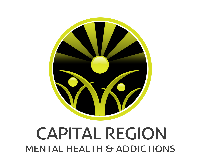 CAPITAL REGION
MENTAL HEALTH & ADDICTIONS